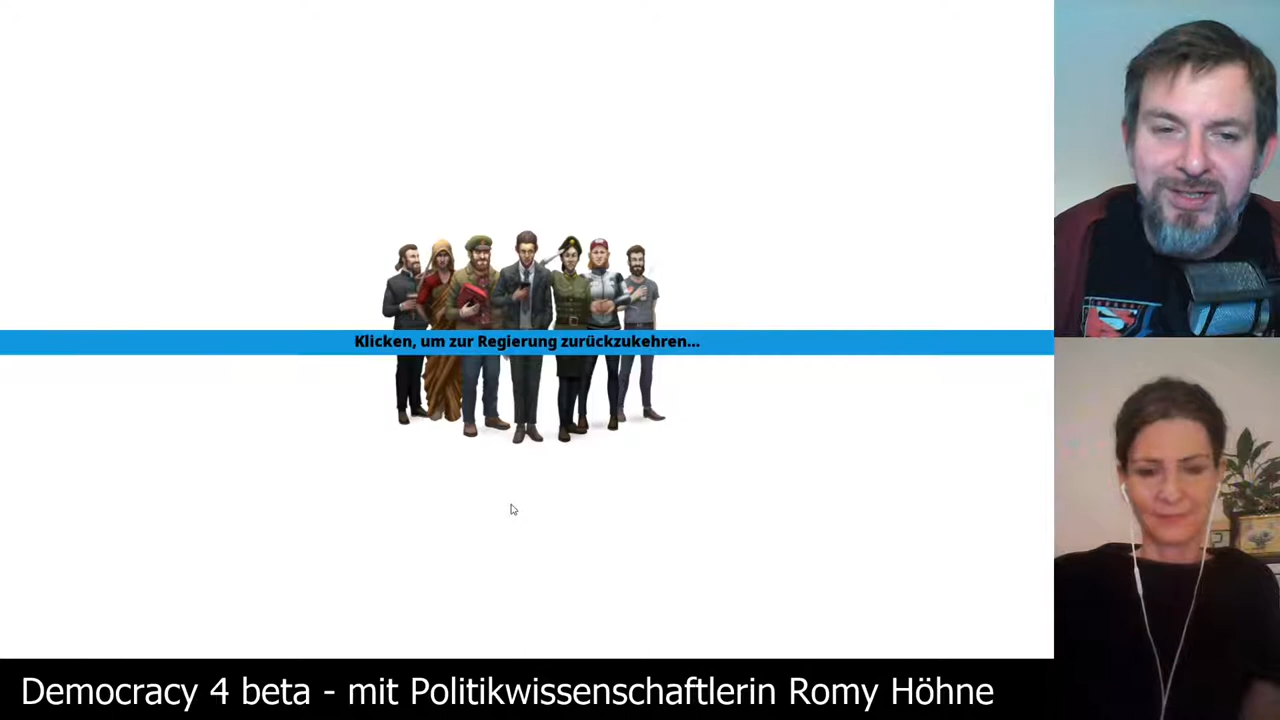 Klicken, um zur Regierung zurückzukehren...
Democracy 4 beta - mit Politikwissenschaftlerin Romy Höhne